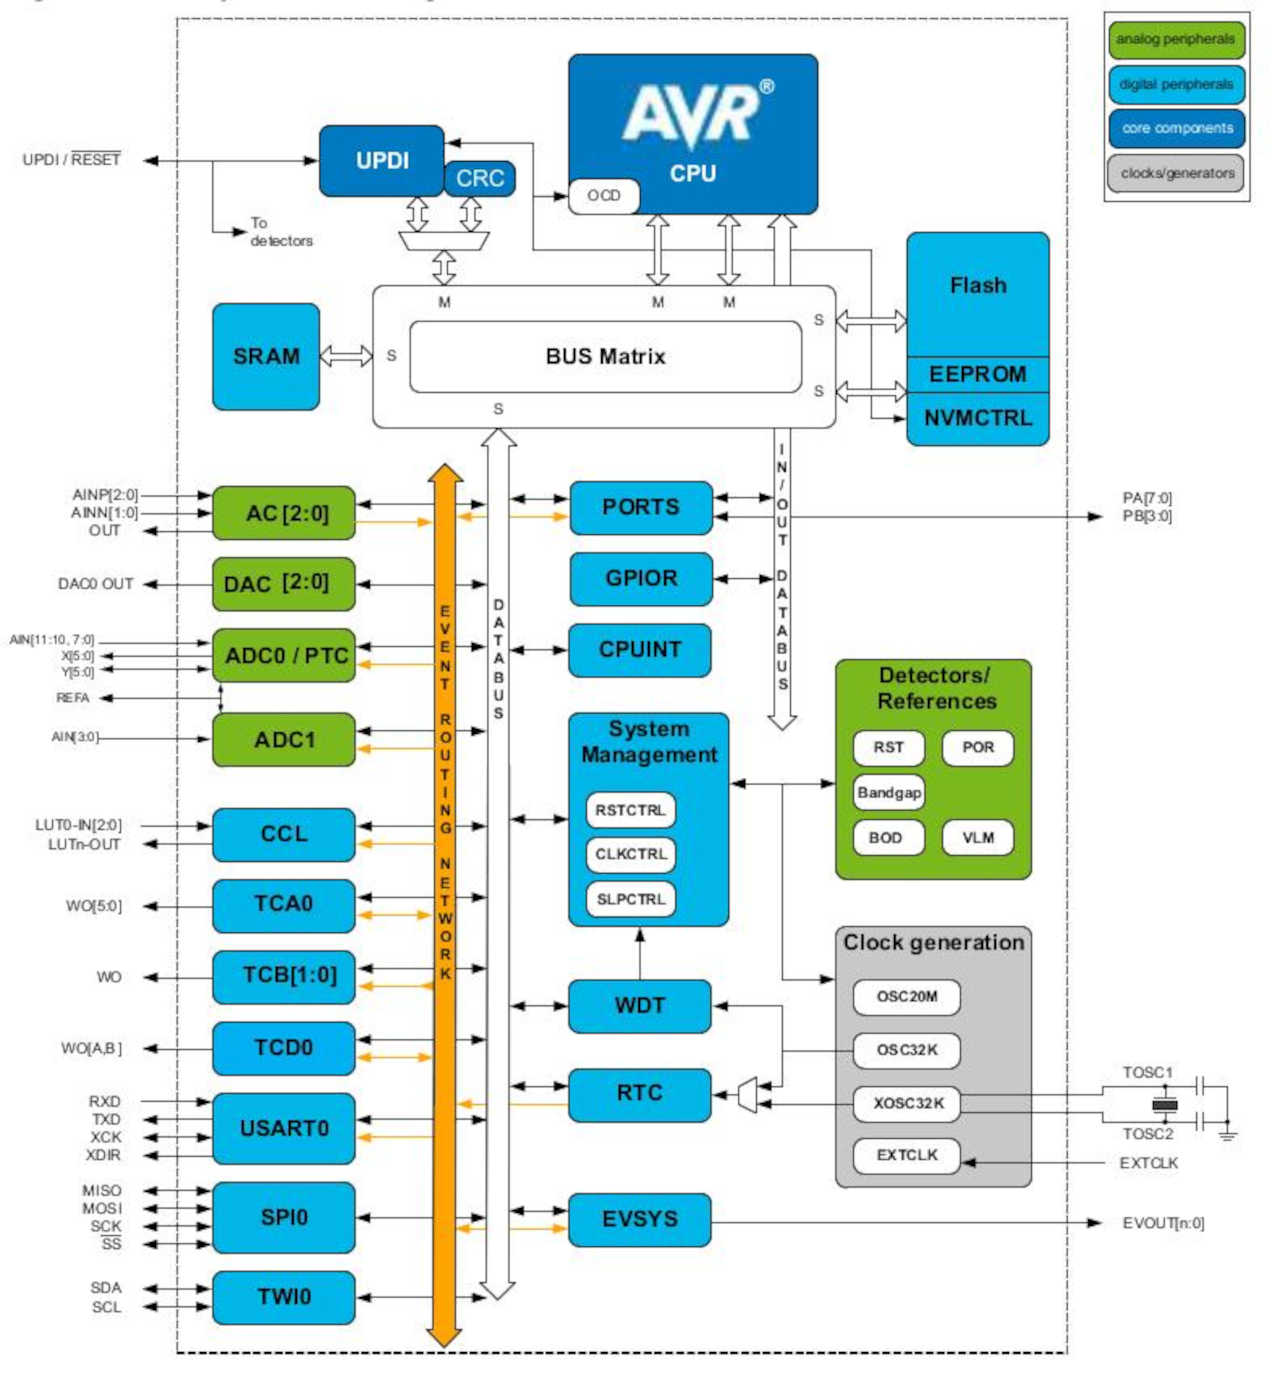 analog peripherals
digital peripherals
core components
clocks/generators
AVR®
CPU
OCD
UPDI
CRC
UPDI / RESET
To
detectors
M
M
M
Flash
EEPROM
NVMCTRL
SRAM
S
BUS Matrix
S
S
S
IN/OUT DATABUS
DATABUS
EVENT ROUTING NETWORK
AINP[2:0]
AINN[1:0]
OUT
AC [2:0]
PORTS
PA[7:0]
PB[3:0]
DAC0 OUT
DAC [2:0]
GPIOR
AIN[11:10, 7:0]
X[5:0]
Y[5:0]
ADC0 / PTC
CPUINT
REFA
AIN[3:0]
ADC1
System
Management
RSTCTRL
CLKCTRL
SLPCTRL
Detectors/
References
RST
POR
Bandgap
BOD
VLM
LUT0-IN[2:0]
LUTn-OUT
CCL
WO[5:0]
TCA0
WO
TCB[1:0]
WDT
Clock generation
OSC20M
OSC32K
XOSC32K
EXTCLK
WO[A,B]
TCD0
RTC
TOSC1
TOSC2
EXTCLK
RXD
TXD
XCK
XDIR
USART0
MISO
MOSI
SCK
SS
SPI0
EVSYS
EVOUT[n:0]
SDA
SCL
TWI0